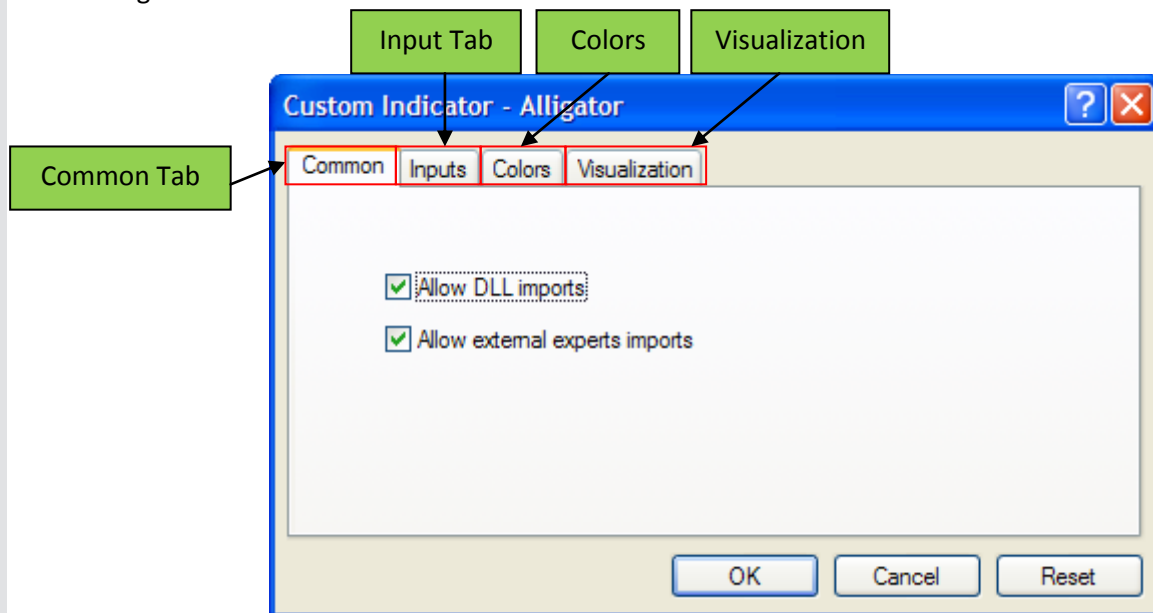 Input Tab
Colors
Visualization
Custom Indicator - Alligator
Common Tab
Common
Inputs
Colors
Visualization
Allow DLL imports
Allow external experts imports
OK
Cancel
Reset